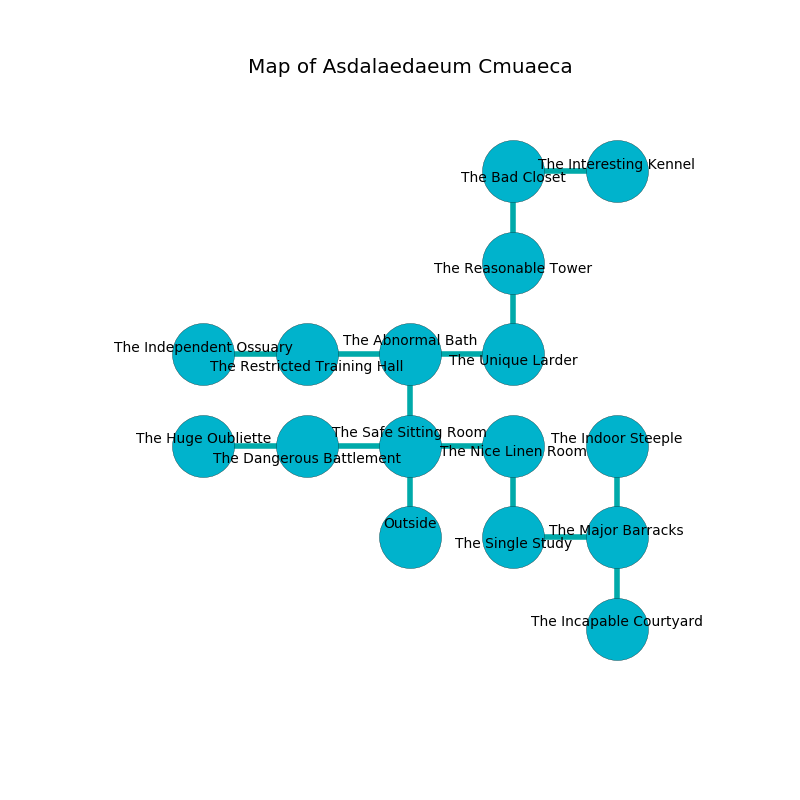 Map of Asdalaedaeum Cmuaeca
The Interesting Kennel
The Bad Closet
The Reasonable Tower
The Abnormal Bath
The Independent Ossuary
The Unique Larder
The Restricted Training Hall
The Safe Sitting Room
The Huge Oubliette
The Indoor Steeple
The Nice Linen Room
The Dangerous Battlement
Outside
The Major Barracks
The Single Study
The Incapable Courtyard